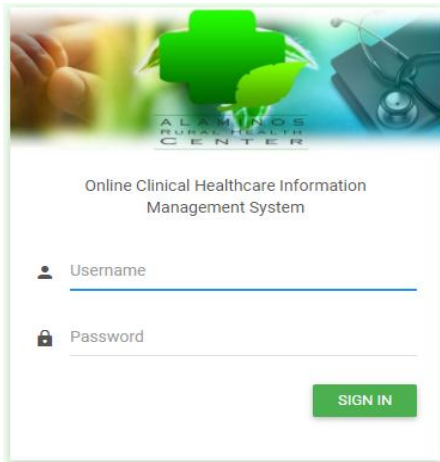 ALAMINOS
RURAL HEALTH
CENTER
Online Clinical Healthcare Information
Management System
Username
Password
SIGN IN